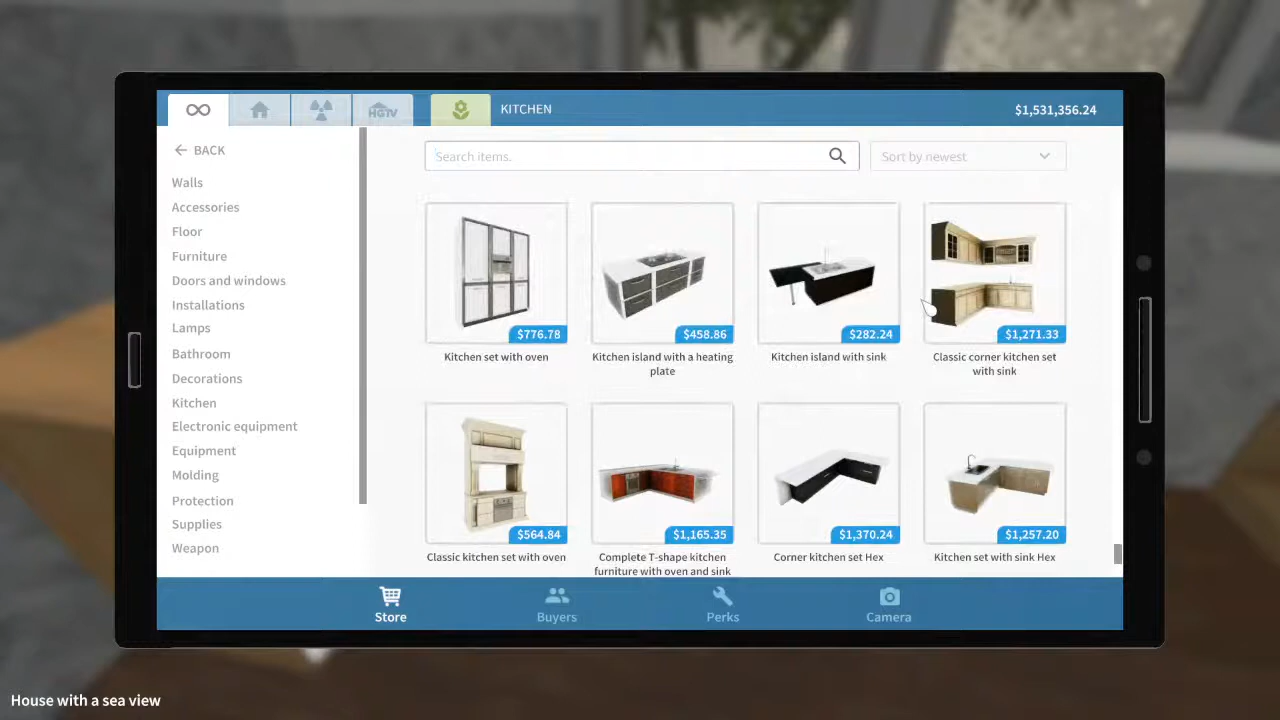 HGTV
KITCHEN
$1,531,356.24
BACK
Search items.
Sort by newest
Walls
Accessories
Floor
Furniture
Doors and windows
Installations
Lamps
Bathroom
Decorations
Kitchen
Electronic equipment
Equipment
Molding
Protection
Supplies
Weapon
$776.78
$458.86
$282.24
$1,271.33
Kitchen set with oven
Kitchen island with a heating
plate
Kitchen island with sink
Classic corner kitchen set
with sink
$564.84
$1,165.35
$1,370.24
$1,257.20
Classic kitchen set with oven
Complete T-shape kitchen
furniture with oven and sink
Corner kitchen set Hex
Kitchen set with sink Hex
Store
Buyers
Perks
Camera
House with a sea view